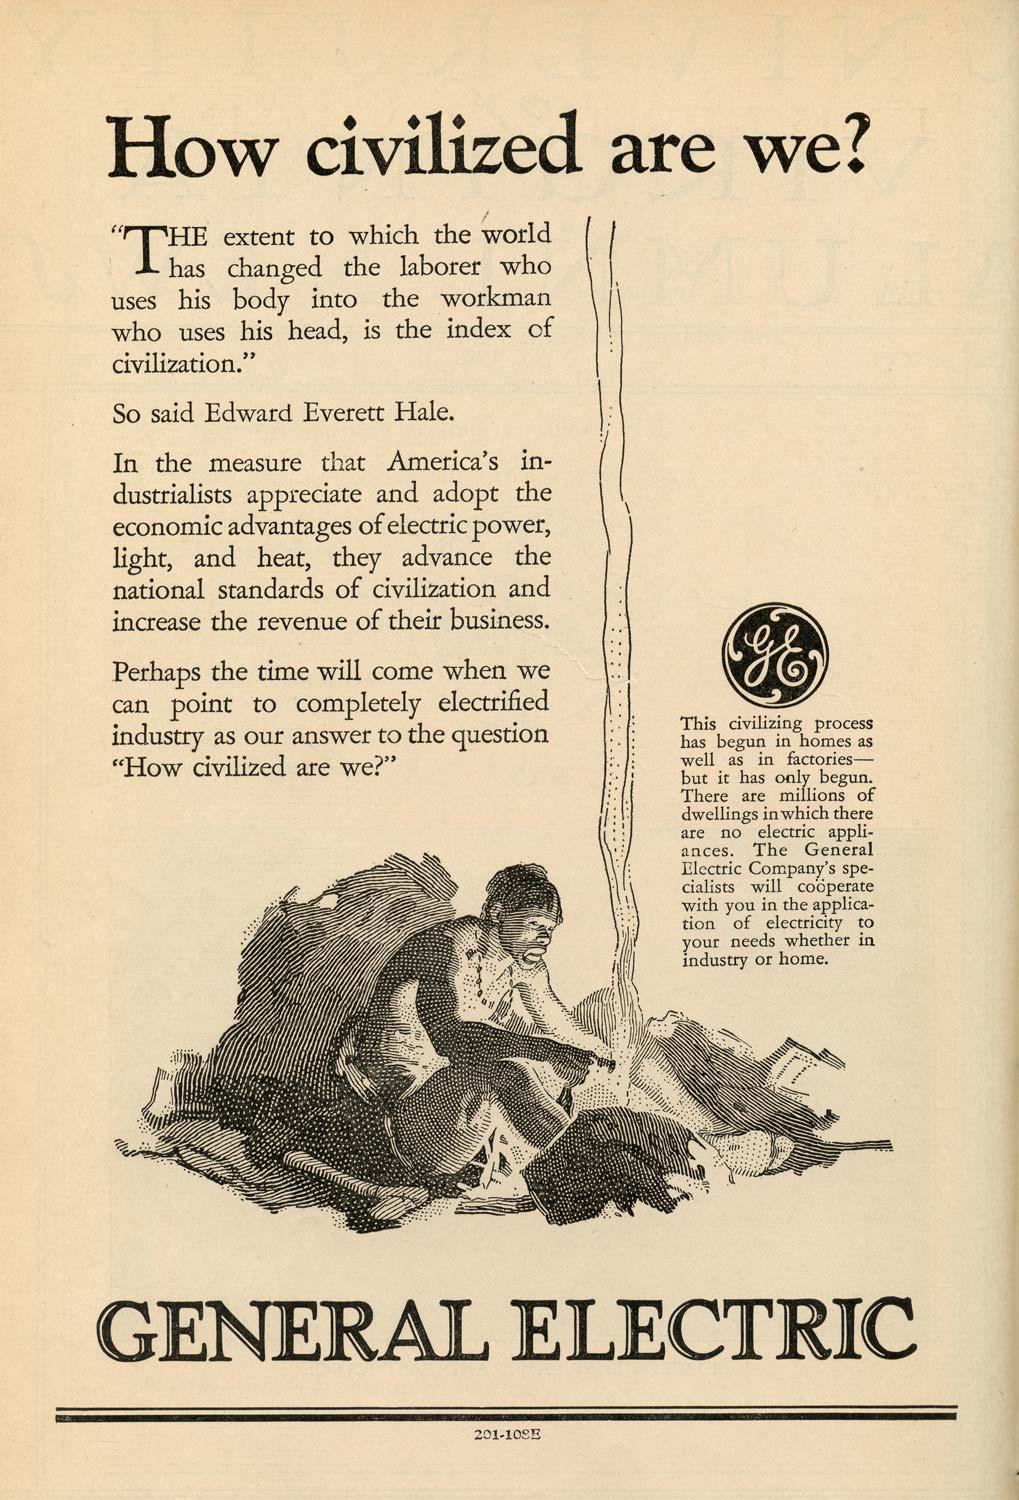 How civilized are we?
"THE extent to which the world
has changed the laborer who
uses his body into the workman
who uses his head, is the index of
civilization."
So said Edward Everett Hale.
In the measure that America's in-
dustrialists appreciate and adopt the
economic advantages of electric power,
light, and heat, they advance the
national standards of civilization and
increase the revenue of their business.
Perhaps the time will come when we
can point to completely electrified
industry as our answer to the question
"How civilized are we?"
GE
This civilizing process
has begun in homes as
well as in factories—
but it has only begun.
There are millions of
dwellings in which there
are no electric appli-
ances. The General
Electric Company's spe-
cialists will coöperate
with you in the applica-
tion of electricity to
your needs whether in
industry or home.
GENERAL ELECTRIC
201-108E